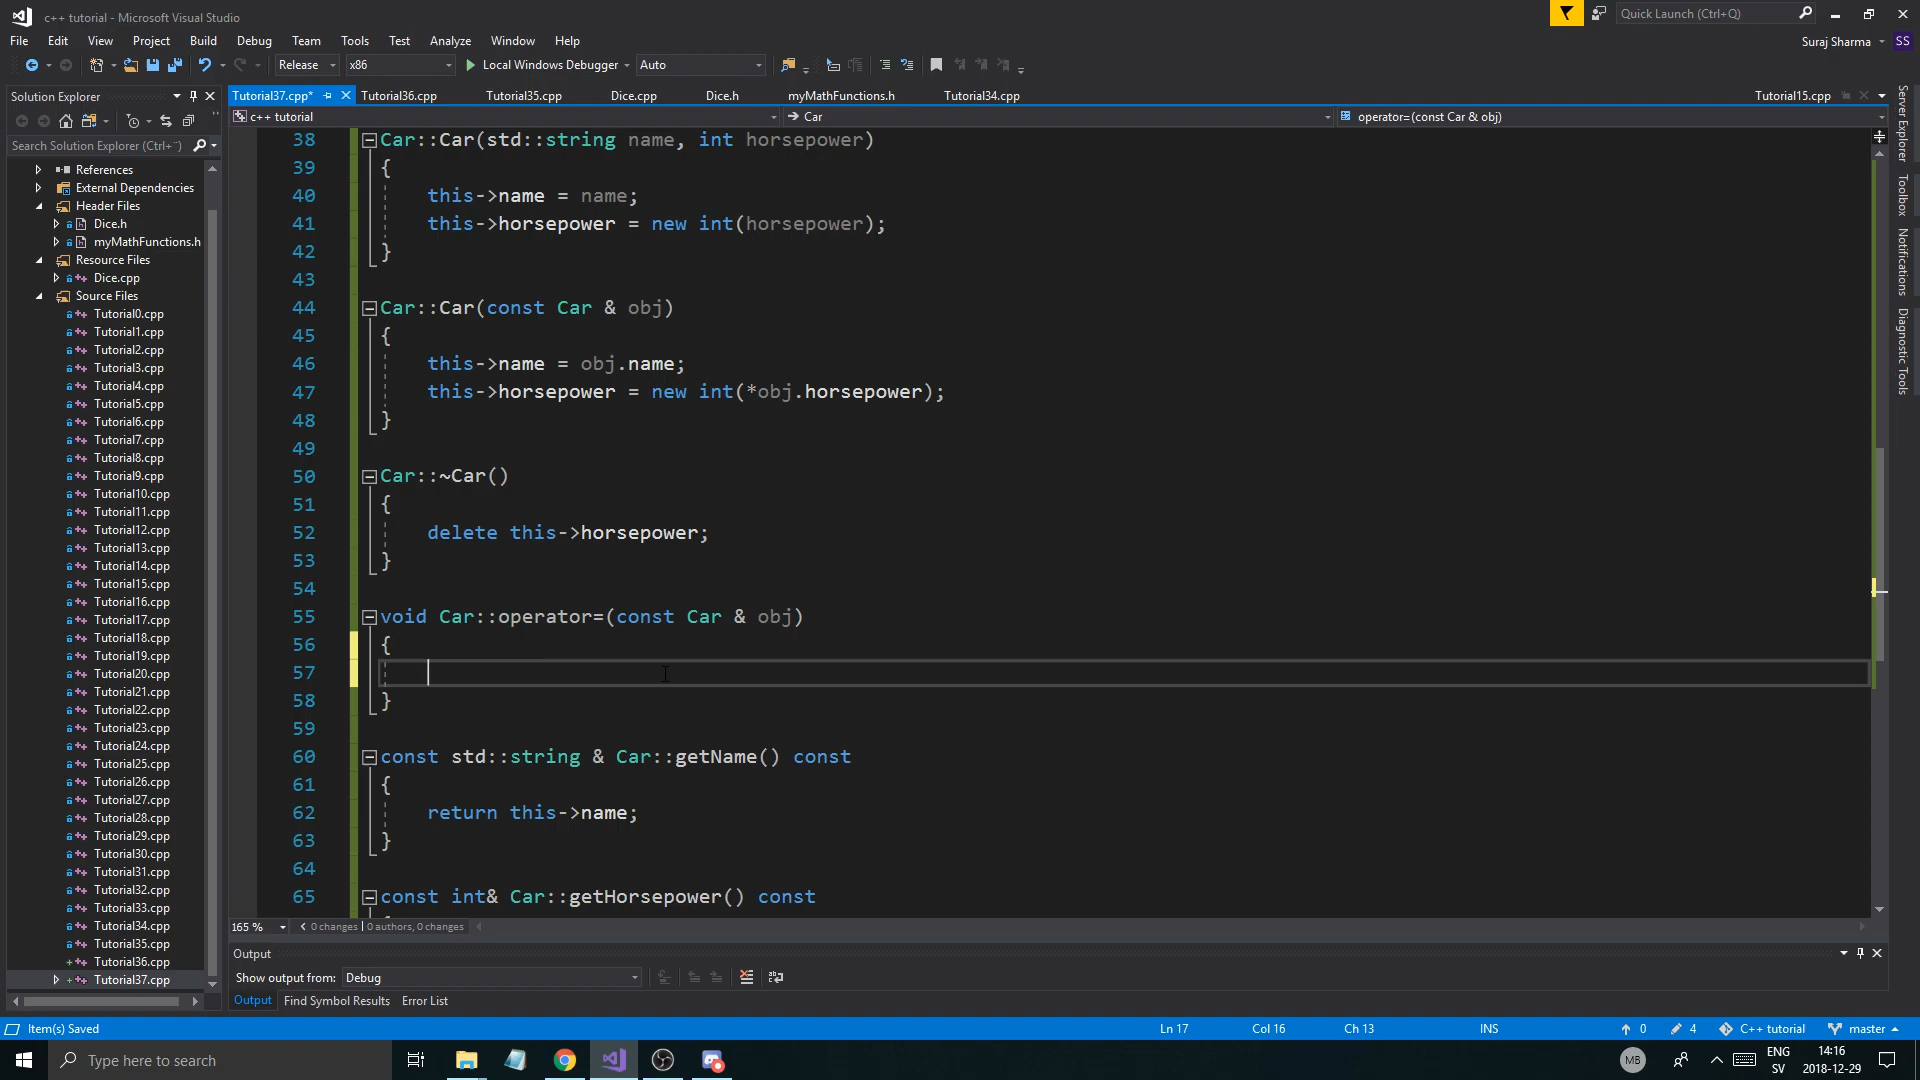 c++ tutorial - Microsoft Visual Studio
Quick Launch (Ctrl+Q)
File Edit View Project Build Debug Team Tools Test Analyze Window Help
Suraj Sharma SS
Release x86 Local Windows Debugger Auto
Solution Explorer
Tutorial37.cpp* Tutorial36.cpp Tutorial35.cpp Dice.cpp Dice.h myMathFunctions.h Tutorial34.cpp Tutorial15.cpp
c++ tutorial Car operator=(const Car & obj)
Search Solution Explorer (Ctrl+¨)
References
External Dependencies
Header Files
Dice.h
myMathFunctions.h
Resource Files
Dice.cpp
Source Files
Tutorial0.cpp
Tutorial1.cpp
Tutorial2.cpp
Tutorial3.cpp
Tutorial4.cpp
Tutorial5.cpp
Tutorial6.cpp
Tutorial7.cpp
Tutorial8.cpp
Tutorial9.cpp
Tutorial10.cpp
Tutorial11.cpp
Tutorial12.cpp
Tutorial13.cpp
Tutorial14.cpp
Tutorial15.cpp
Tutorial16.cpp
Tutorial17.cpp
Tutorial18.cpp
Tutorial19.cpp
Tutorial20.cpp
Tutorial21.cpp
Tutorial22.cpp
Tutorial23.cpp
Tutorial24.cpp
Tutorial25.cpp
Tutorial26.cpp
Tutorial27.cpp
Tutorial28.cpp
Tutorial29.cpp
Tutorial30.cpp
Tutorial31.cpp
Tutorial32.cpp
Tutorial33.cpp
Tutorial34.cpp
Tutorial35.cpp
Tutorial36.cpp
Tutorial37.cpp
38 Car::Car(std::string name, int horsepower)
39 {
40 this->name = name;
41 this->horsepower = new int(horsepower);
42 }
43
44 Car::Car(const Car & obj)
45 {
46 this->name = obj.name;
47 this->horsepower = new int(*obj.horsepower);
48 }
49
50 Car::~Car()
51 {
52 delete this->horsepower;
53 }
54
55 void Car::operator=(const Car & obj)
56 {
57
58 }
59
60 const std::string & Car::getName() const
61 {
62 return this->name;
63 }
64
65 const int& Car::getHorsepower() const
165 % 0 changes | 0 authors, 0 changes
Output
Show output from: Debug
Output Find Symbol Results Error List
Server Explorer
Toolbox
Notifications
Diagnostic Tools
Item(s) Saved Ln 17 Col 16 Ch 13 INS 0 4 C++ tutorial master
Type here to search
MB
ENG
SV
14:16
2018-12-29